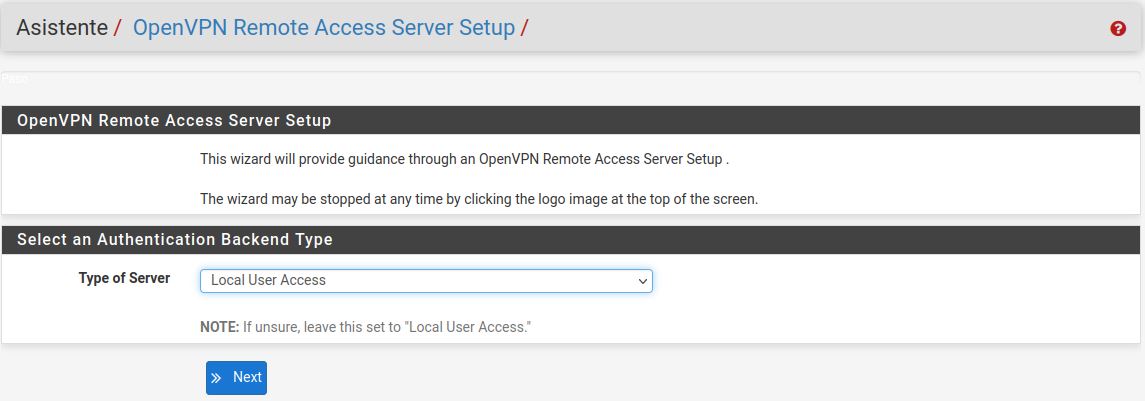 Asistente / OpenVPN Remote Access Server Setup /
Paso
OpenVPN Remote Access Server Setup
This wizard will provide guidance through an OpenVPN Remote Access Server Setup .
The wizard may be stopped at any time by clicking the logo image at the top of the screen.
Select an Authentication Backend Type
Type of Server
Local User Access
NOTE: If unsure, leave this set to "Local User Access."
Next